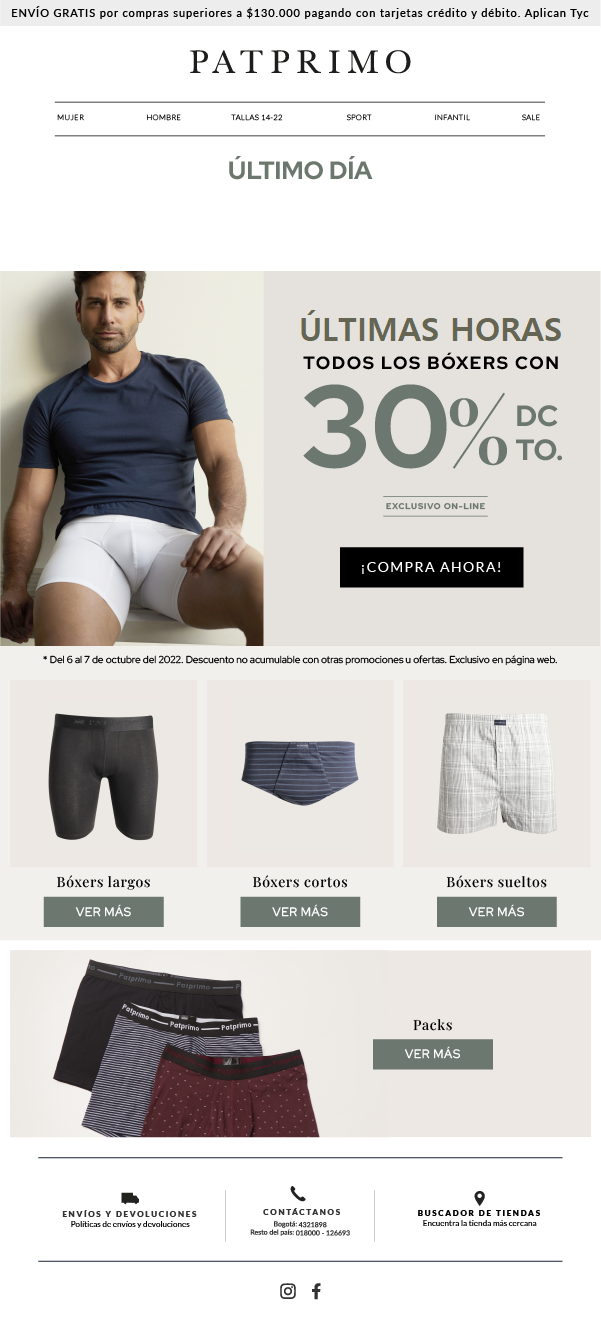 ENVÍO GRATIS por compras superiores a $130.000 pagando con tarjetas crédito y débito. Aplican Tyc
PATPRIMO
MUJER HOMBRE TALLAS 14-22 SPORT INFANTIL SALE
ÚLTIMO DÍA
ÚLTIMAS HORAS
TODOS LOS BÓXERS CON
30% DC
TO.
EXCLUSIVO ON-LINE
¡COMPRA AHORA!
* Del 6 al 7 de octubre del 2022. Descuento no acumulable con otras promociones u ofertas. Exclusivo en página web.
Bóxers largos Bóxers cortos Bóxers sueltos
VER MÁS VER MÁS VER MÁS
Patprimo Patprimo
Patprimo Patprimo Patprimo
Packs
VER MÁS
ENVÍOS Y DEVOLUCIONES
Políticas de envíos y devoluciones
CONTÁCTANOS
Bogotá: 4321898
Resto del país: 018000 - 126693
BUSCADOR DE TIENDAS
Encuentra la tienda más cercana